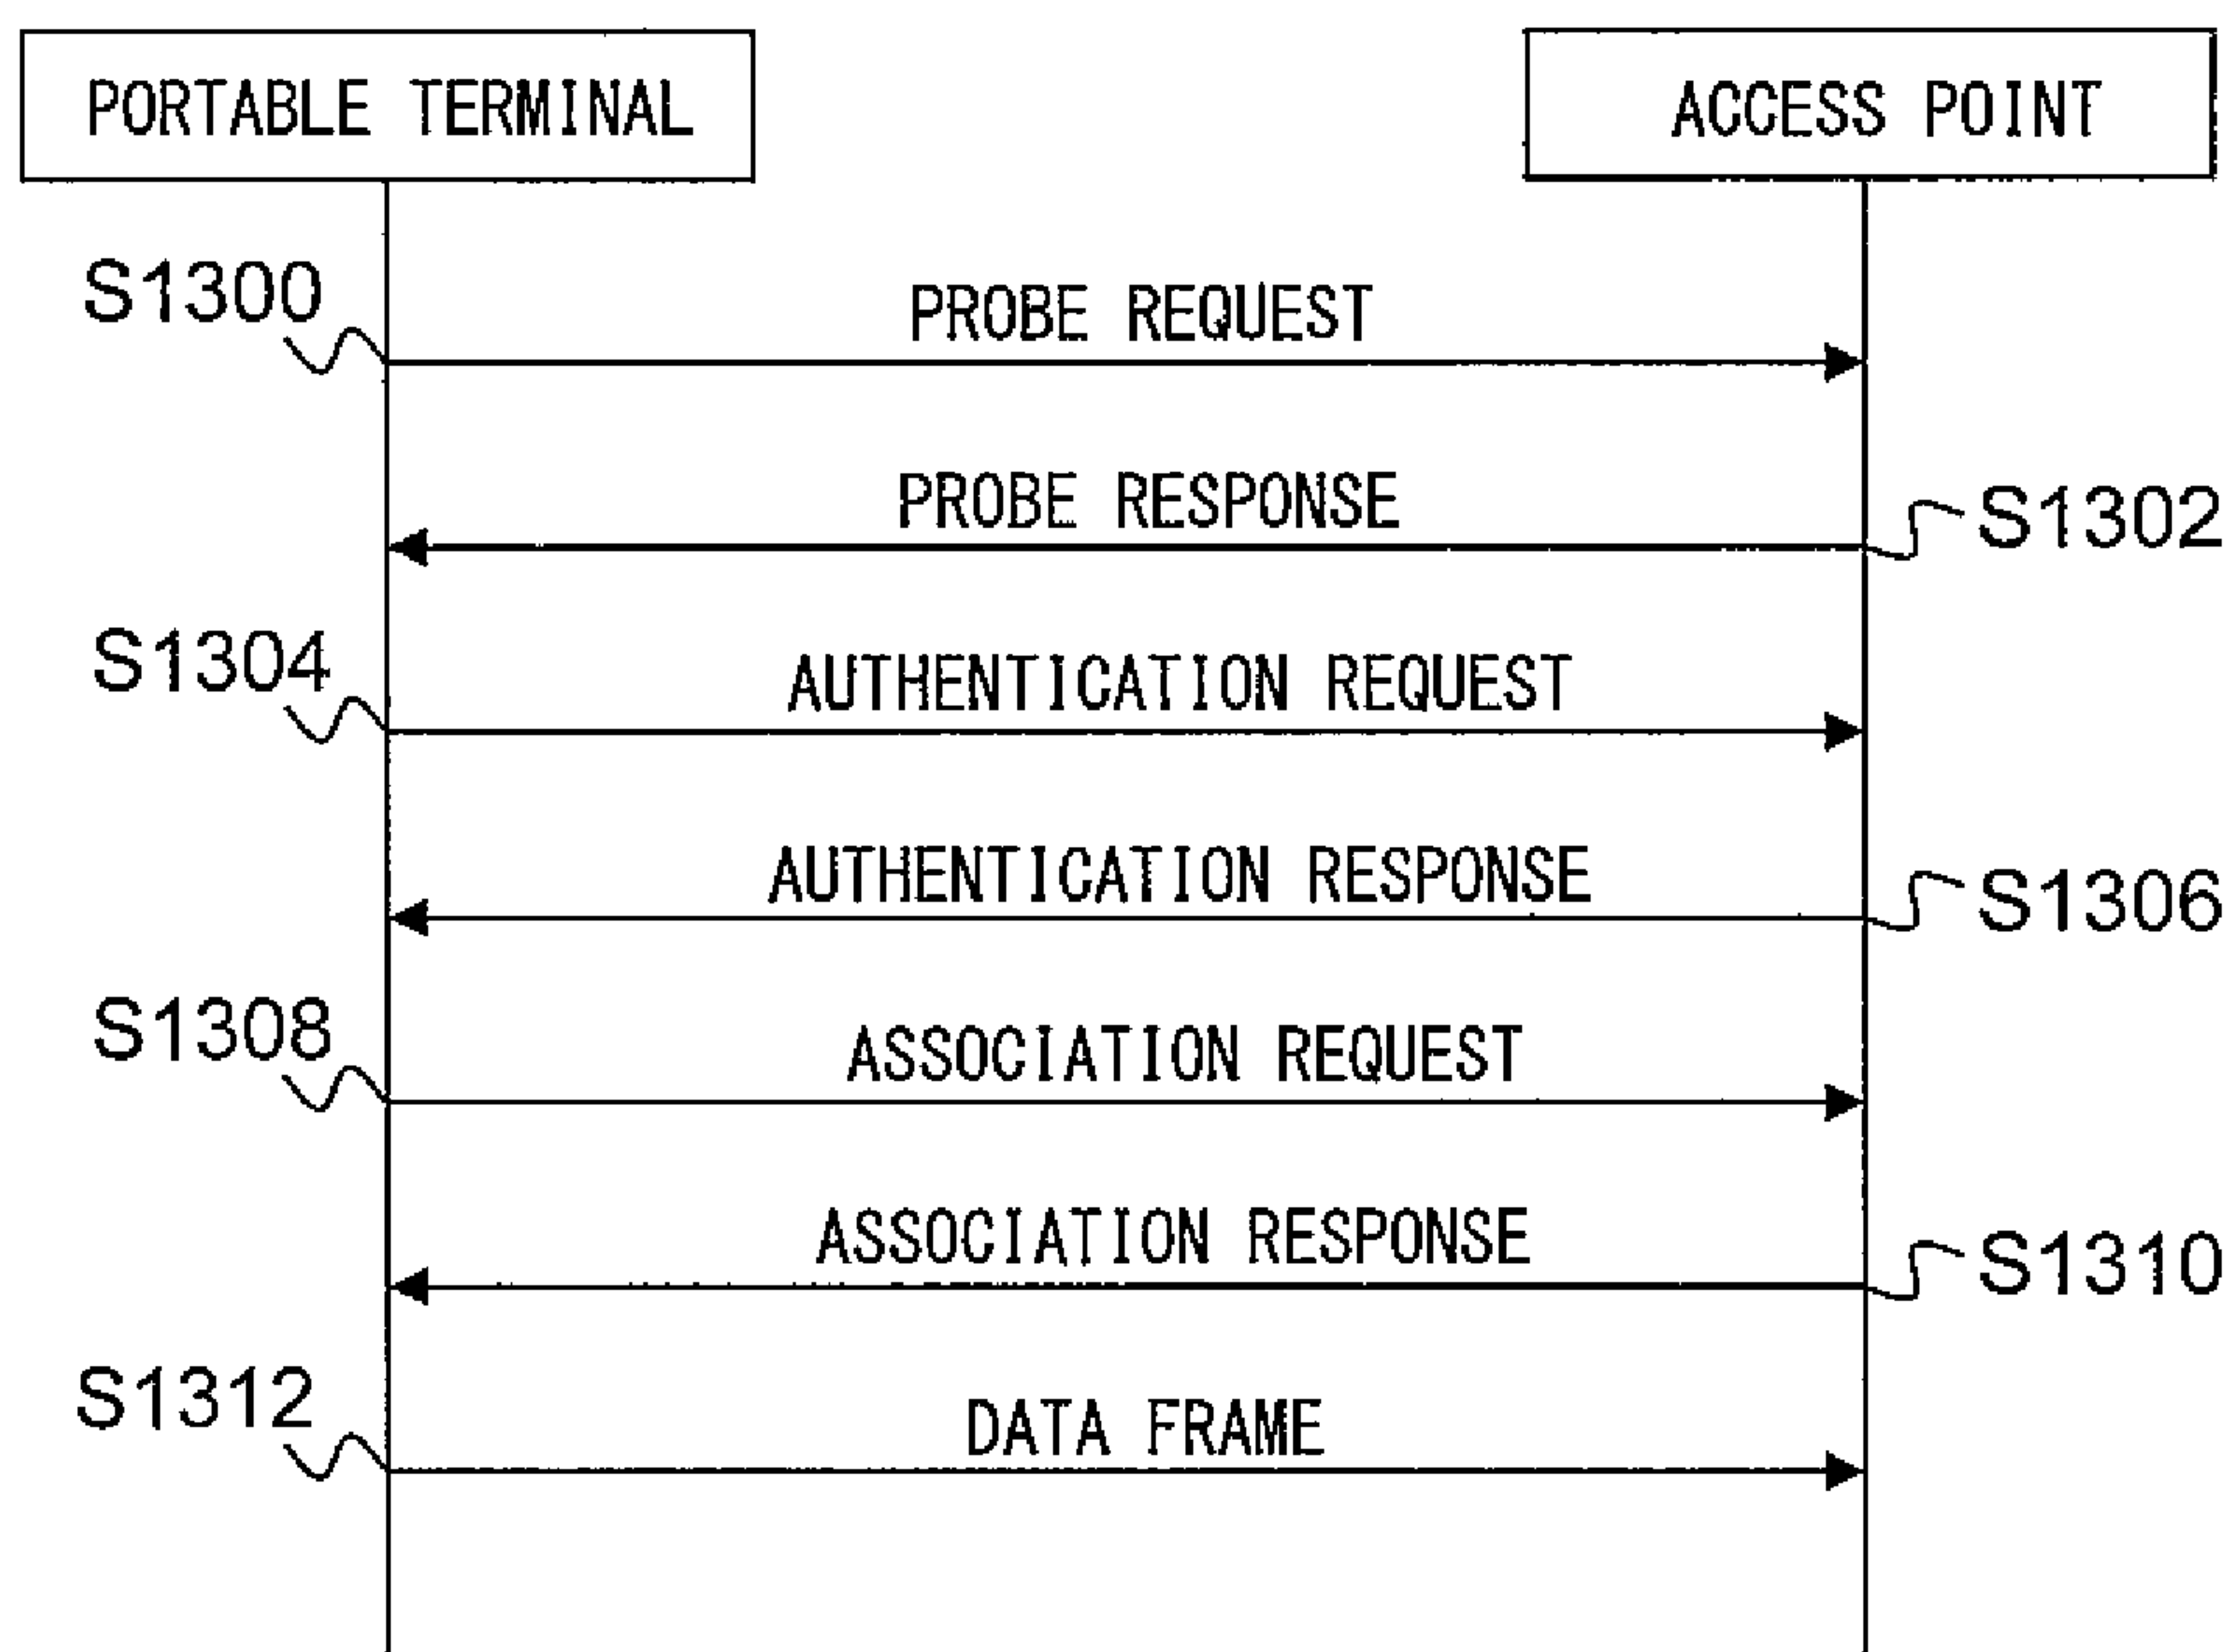 PORTABLE TERMINAL
ACCESS POINT
S1300
PROBE REQUEST
PROBE RESPONSE
S1302
S1304
AUTHENTICATION REQUEST
AUTHENTICATION RESPONSE
S1306
S1308
ASSOCIATION REQUEST
ASSOCIATION RESPONSE
S1310
S1312
DATA FRAME